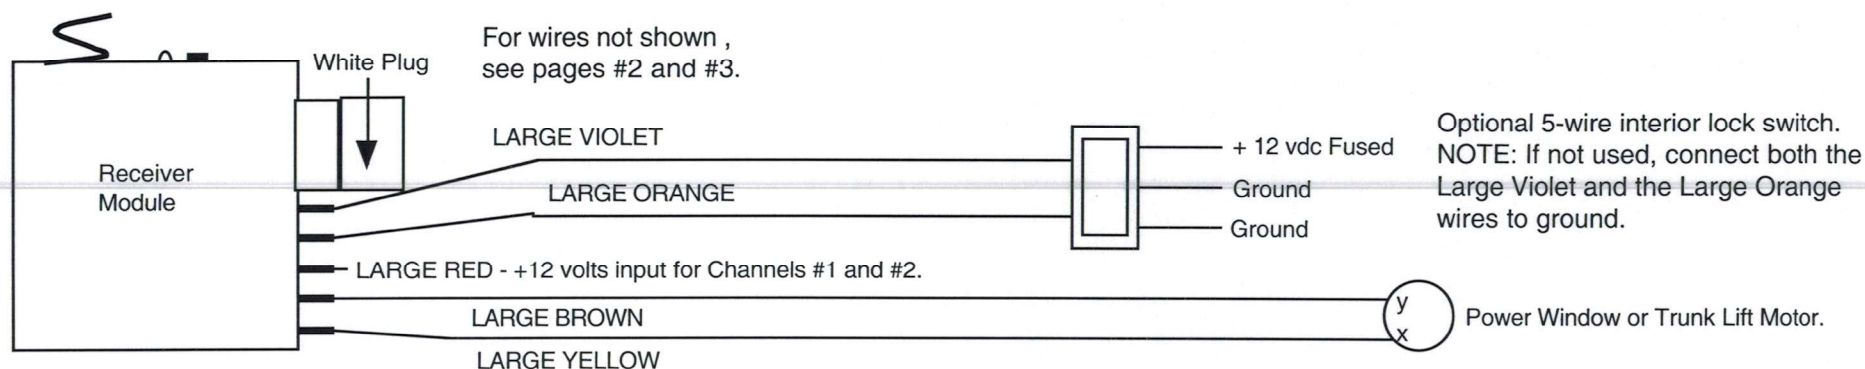 For wires not shown ,
see pages #2 and #3.
White Plug
Receiver
Module
LARGE VIOLET
LARGE ORANGE
+ 12 vdc Fused
Ground
Ground
Optional 5-wire interior lock switch.
NOTE: If not used, connect both the
Large Violet and the Large Orange
wires to ground.
LARGE RED - +12 volts input for Channels #1 and #2.
LARGE BROWN
LARGE YELLOW
y
x
Power Window or Trunk Lift Motor.